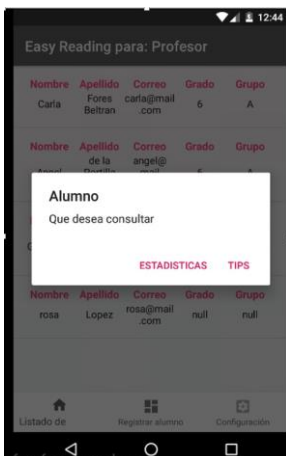 12:44
Easy Reading para: Profesor
Nombre Apellido Correo Grado Grupo
Carla Fores Beltran carla@mail.com 6 A
Nombre Apellido Correo Grado Grupo
de la angel@
Alumno
Que desea consultar
ESTADISTICAS TIPS
Nombre Apellido Correo Grado Grupo
rosa Lopez rosa@mail.com null null
Listado de Registrar alumno Configuración